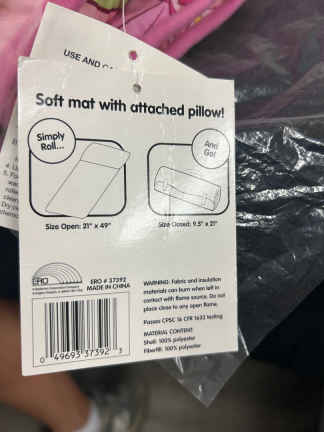 USE AND
Soft mat with attached pillow!
Simply
Roll...
And
Go!
Size Open: 21" x 49"
Size Closed: 9.5" x 21"
ERO
ERO # 37392
MADE IN CHINA
WARNING: Fabric and insulation
materials can burn when left in
contact with flame source. Do not
place close to any open flame.
Passes CPSC 16 CFR 1632 testing
MATERIAL CONTENT:
Shell: 100% polyester
Fiberfill: 100% polyester
0 49693 37392 3